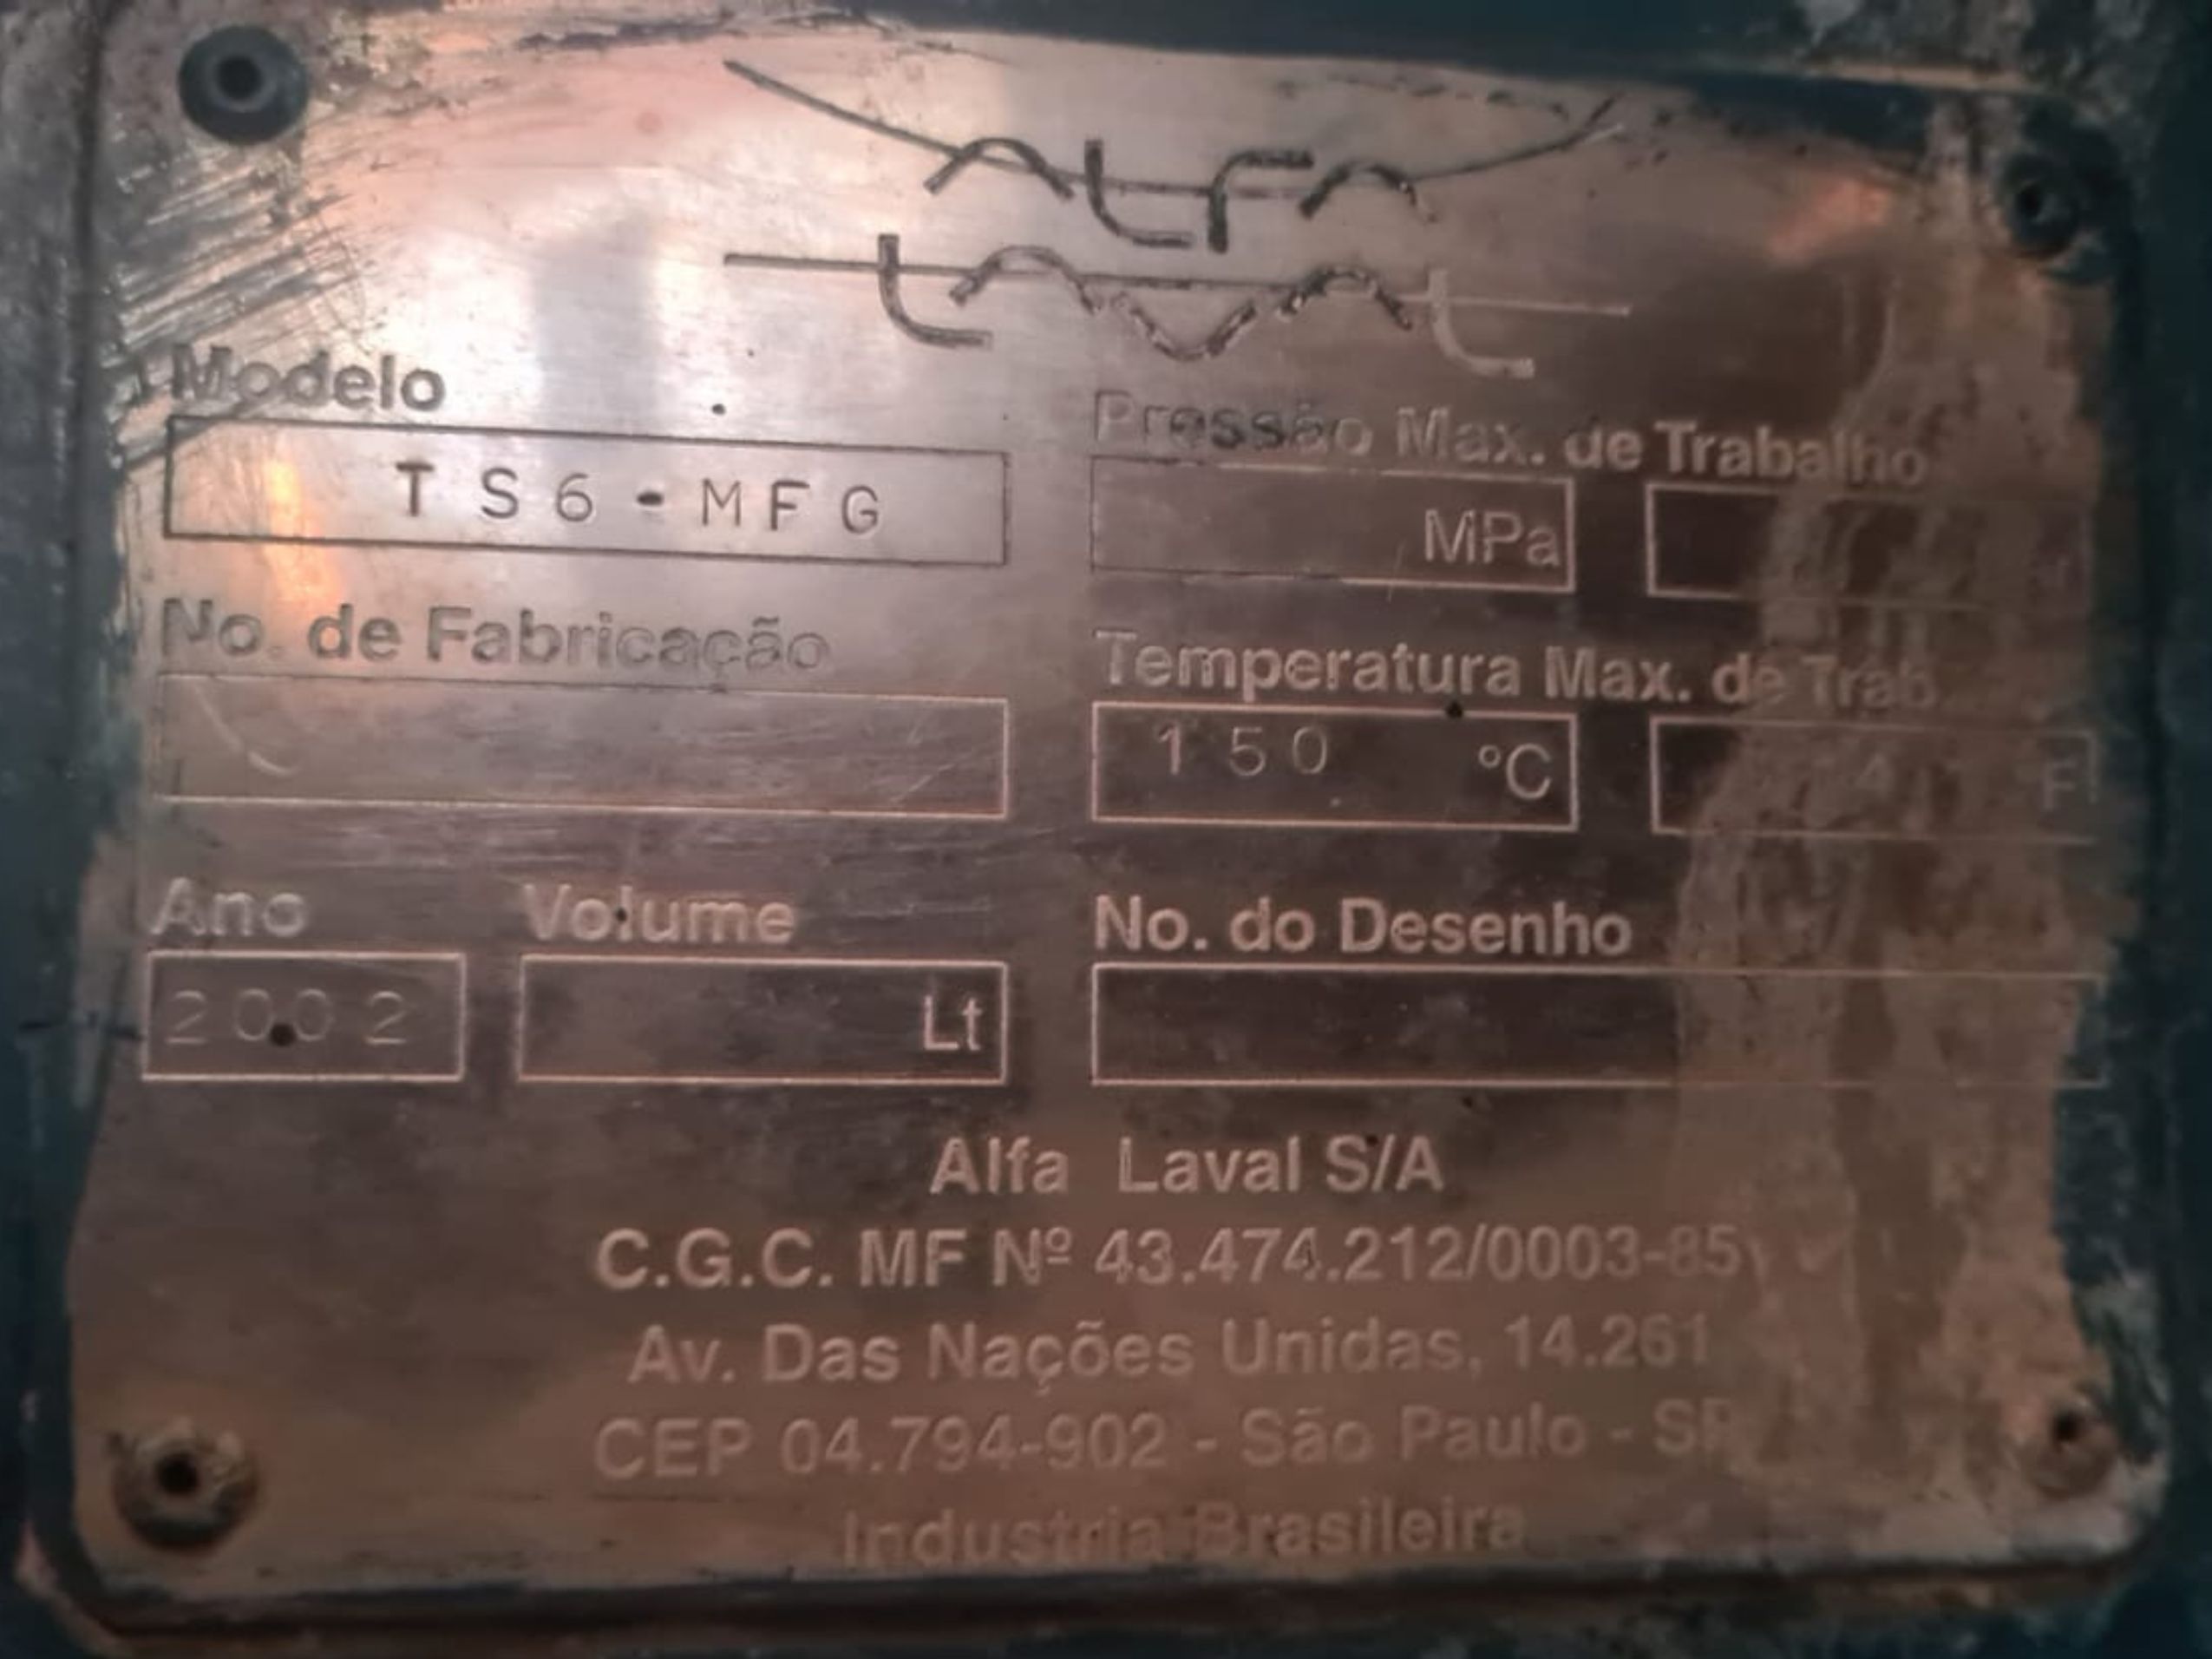 ALFA
LAVAL
Modelo
TS6-MFG
Pressão Max. de Trabalho
MPa
No. de Fabricação
Temperatura Max. de Trab
150 °C
F
Ano
Volume
No. do Desenho
2002
Lt
Alfa Laval S/A
C.G.C. MF Nº 43.474.212/0003-85
Av. Das Nações Unidas, 14.261
CEP 04.794-902 - São Paulo - SP
Industria Brasileira